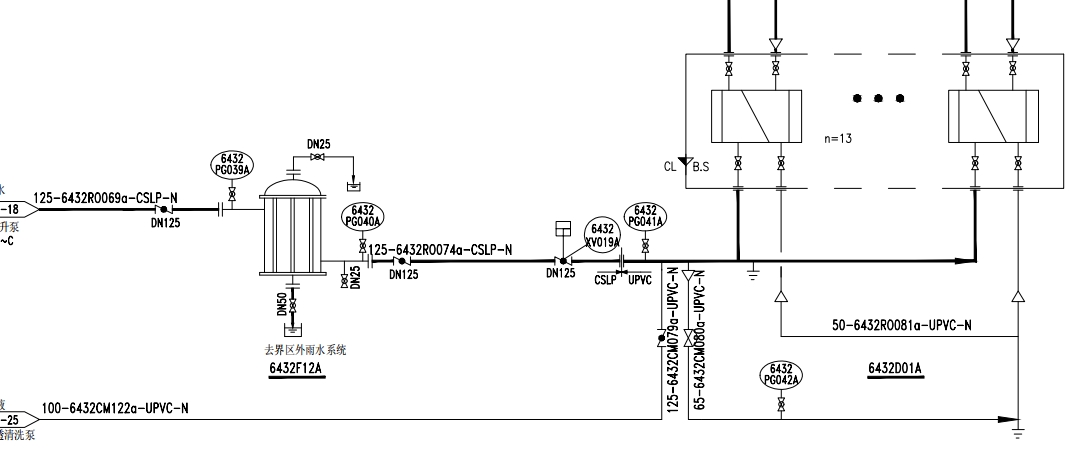 DN25
6432
PG039A
n=13
CL
B.S
水
125-6432R0069a-CSLP-N
-18
升泵
~C
DN125
6432
PG040A
125-6432R0074a-CSLP-N
DN125
DN25
6432
XV019A
DN125
6432
PG041A
CSLP
UPVC
DN50
去界区外雨水系统
6432F12A
125-6432CM079a-UPVC-N
65-6432CM080a-UPVC-N
50-6432R0081a-UPVC-N
6432D01A
6432
PG042A
100-6432CM122a-UPVC-N
-25
透清洗泵